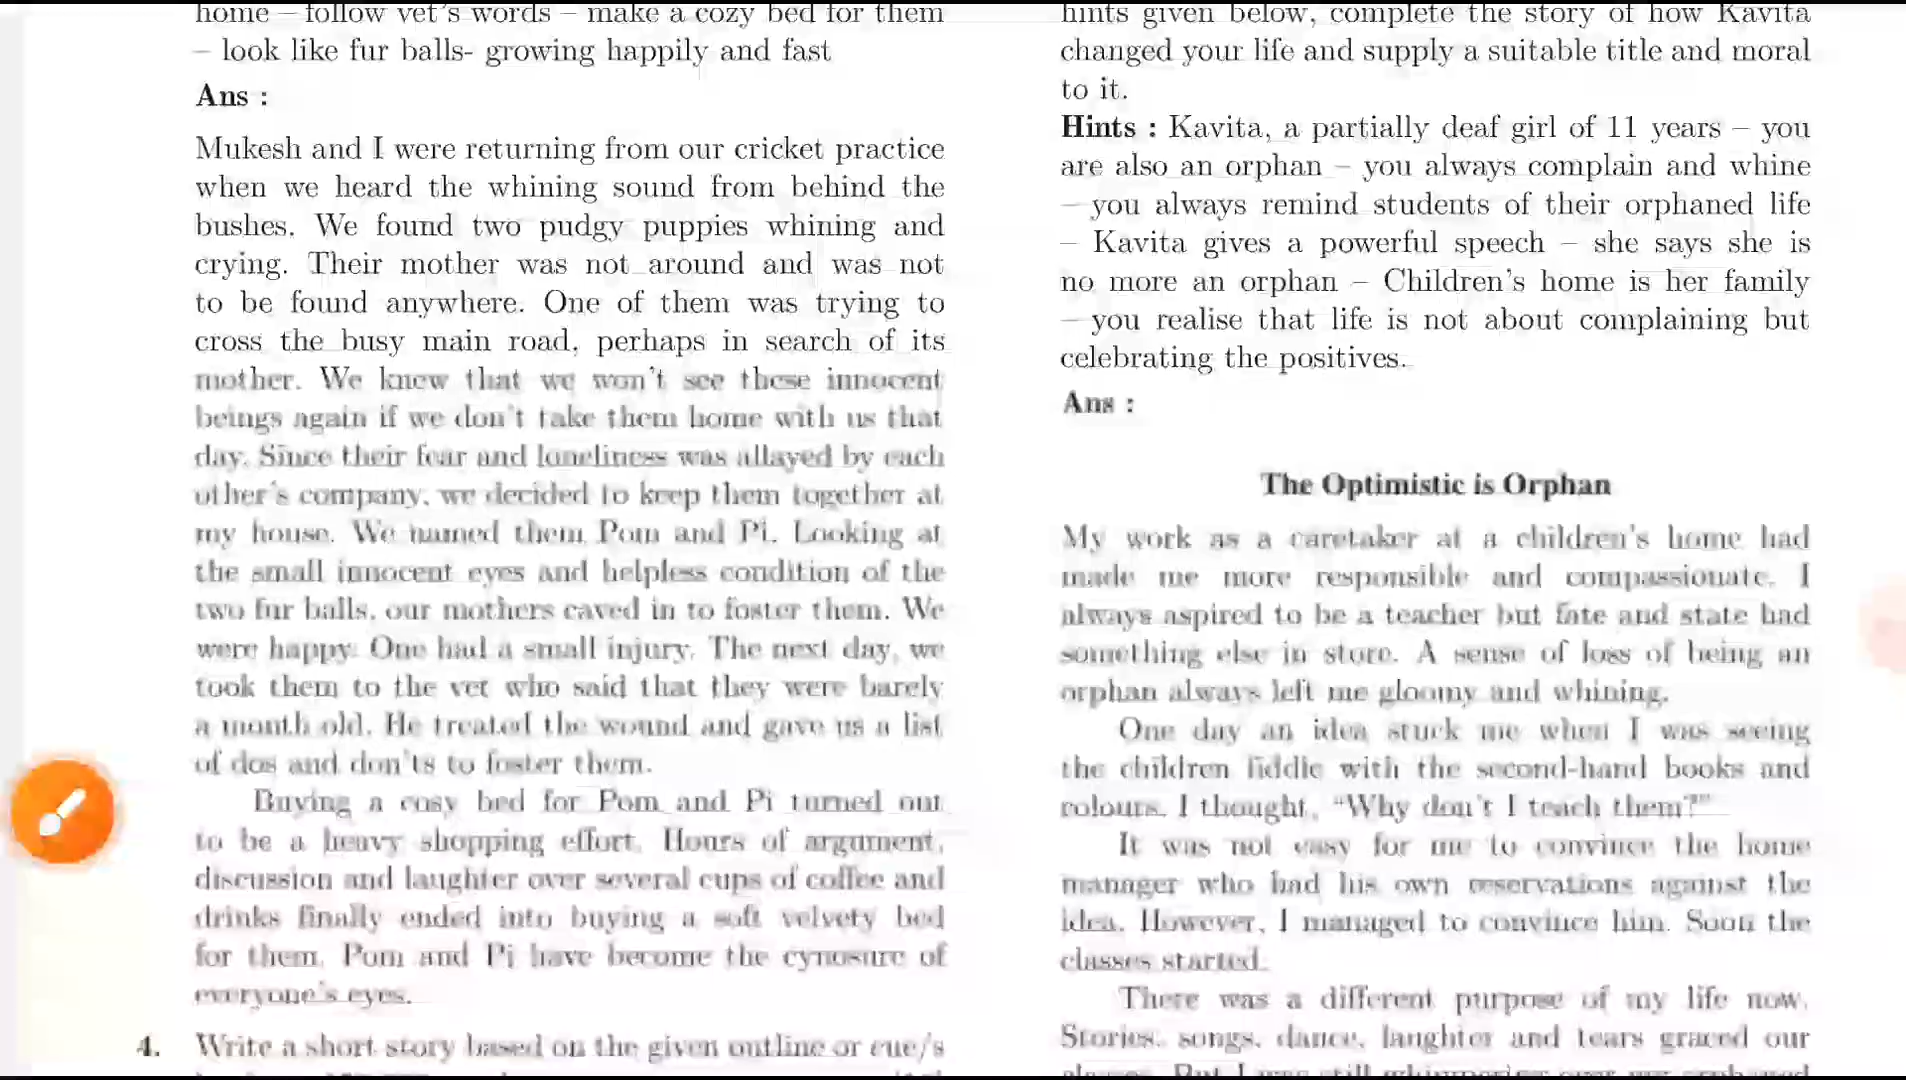 home – follow vet's words – make a cozy bed for them
– look like fur balls- growing happily and fast
Ans :
Mukesh and I were returning from our cricket practice
when we heard the whining sound from behind the
bushes. We found two pudgy puppies whining and
crying. Their mother was not around and was not
to be found anywhere. One of them was trying to
cross the busy main road, perhaps in search of its
mother. We knew that we won't see these innocent
beings again if we don't take them home with us that
day. Since their fear and loneliness was allayed by each
other's company, we decided to keep them together at
my house. We named them Pom and Pi. Looking at
the small innocent eyes and helpless condition of the
two fur balls, our mothers caved in to foster them. We
were happy. One had a small injury. The next day, we
took them to the vet who said that they were barely
a month old. He treated the wound and gave us a list
of dos and don'ts to foster them.
Buying a cosy bed for Pom and Pi turned out
to be a heavy shopping effort. Hours of argument,
discussion and laughter over several cups of coffee and
drinks finally ended into buying a soft velvety bed
for them. Pom and Pi have become the cynosure of
everyone's eyes.
4. Write a short story based on the given outline or cue/s
hints given below, complete the story of how Kavita
changed your life and supply a suitable title and moral
to it.
Hints : Kavita, a partially deaf girl of 11 years – you
are also an orphan – you always complain and whine
– you always remind students of their orphaned life
– Kavita gives a powerful speech – she says she is
no more an orphan – Children's home is her family
– you realise that life is not about complaining but
celebrating the positives.
Ans :
The Optimistic is Orphan
My work as a caretaker at a children's home had
made me more responsible and compassionate. I
always aspired to be a teacher but fate and state had
something else in store. A sense of loss of being an
orphan always left me gloomy and whining.
One day an idea stuck me when I was seeing
the children fiddle with the second-hand books and
colours. I thought, "Why don't I teach them?"
It was not easy for me to convince the home
manager who had his own reservations against the
idea. However, I managed to convince him. Soon the
classes started.
There was a different purpose of my life now.
Stories, songs, dance, laughter and tears graced our
But I was still whimpering over my orphaned